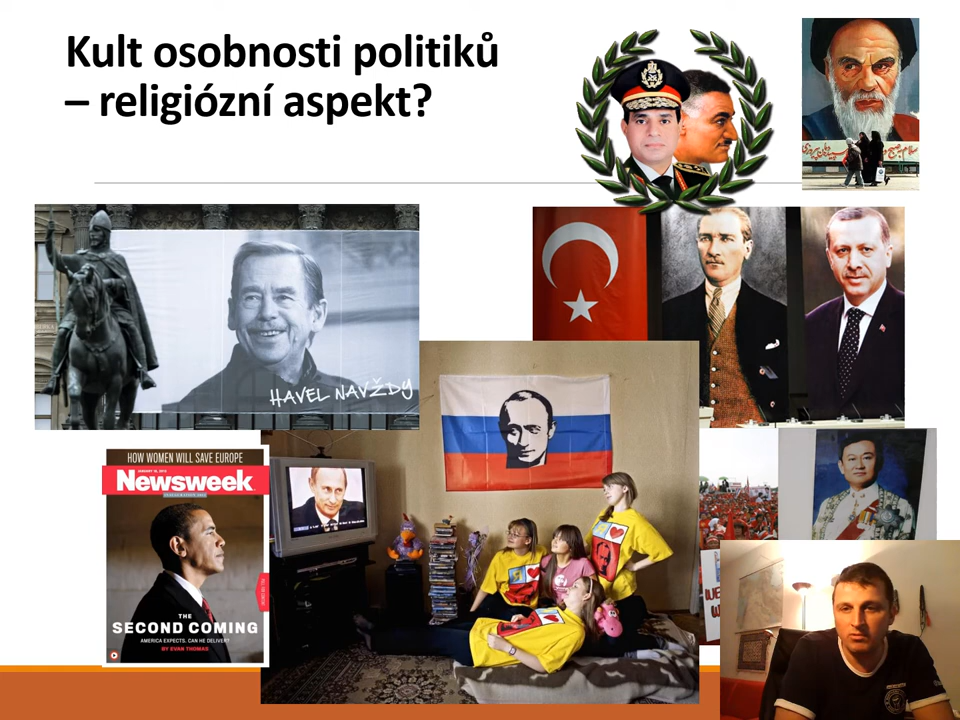 Kult osobnosti politiků
– religiózní aspekt?
HAVEL NAVŽDY
HOW WOMEN WILL SAVE EUROPE
Newsweek
THE
SECOND COMING
AMERICA EXPECTS. CAN HE DELIVER?
BY EVAN THOMAS